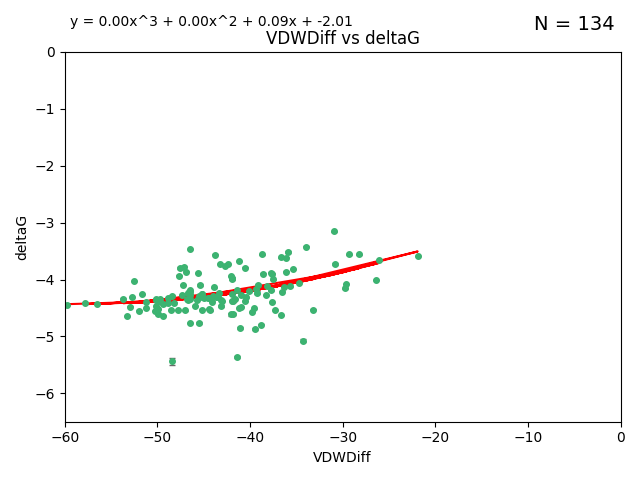 y = 0.00x^3 + 0.00x^2 + 0.09x + -2.01
N = 134
VDWDiff vs deltaG
0
−1
−2
−3
−4
−5
−6
deltaG
−60 −50 −40 −30 −20 −10 0
VDWDiff